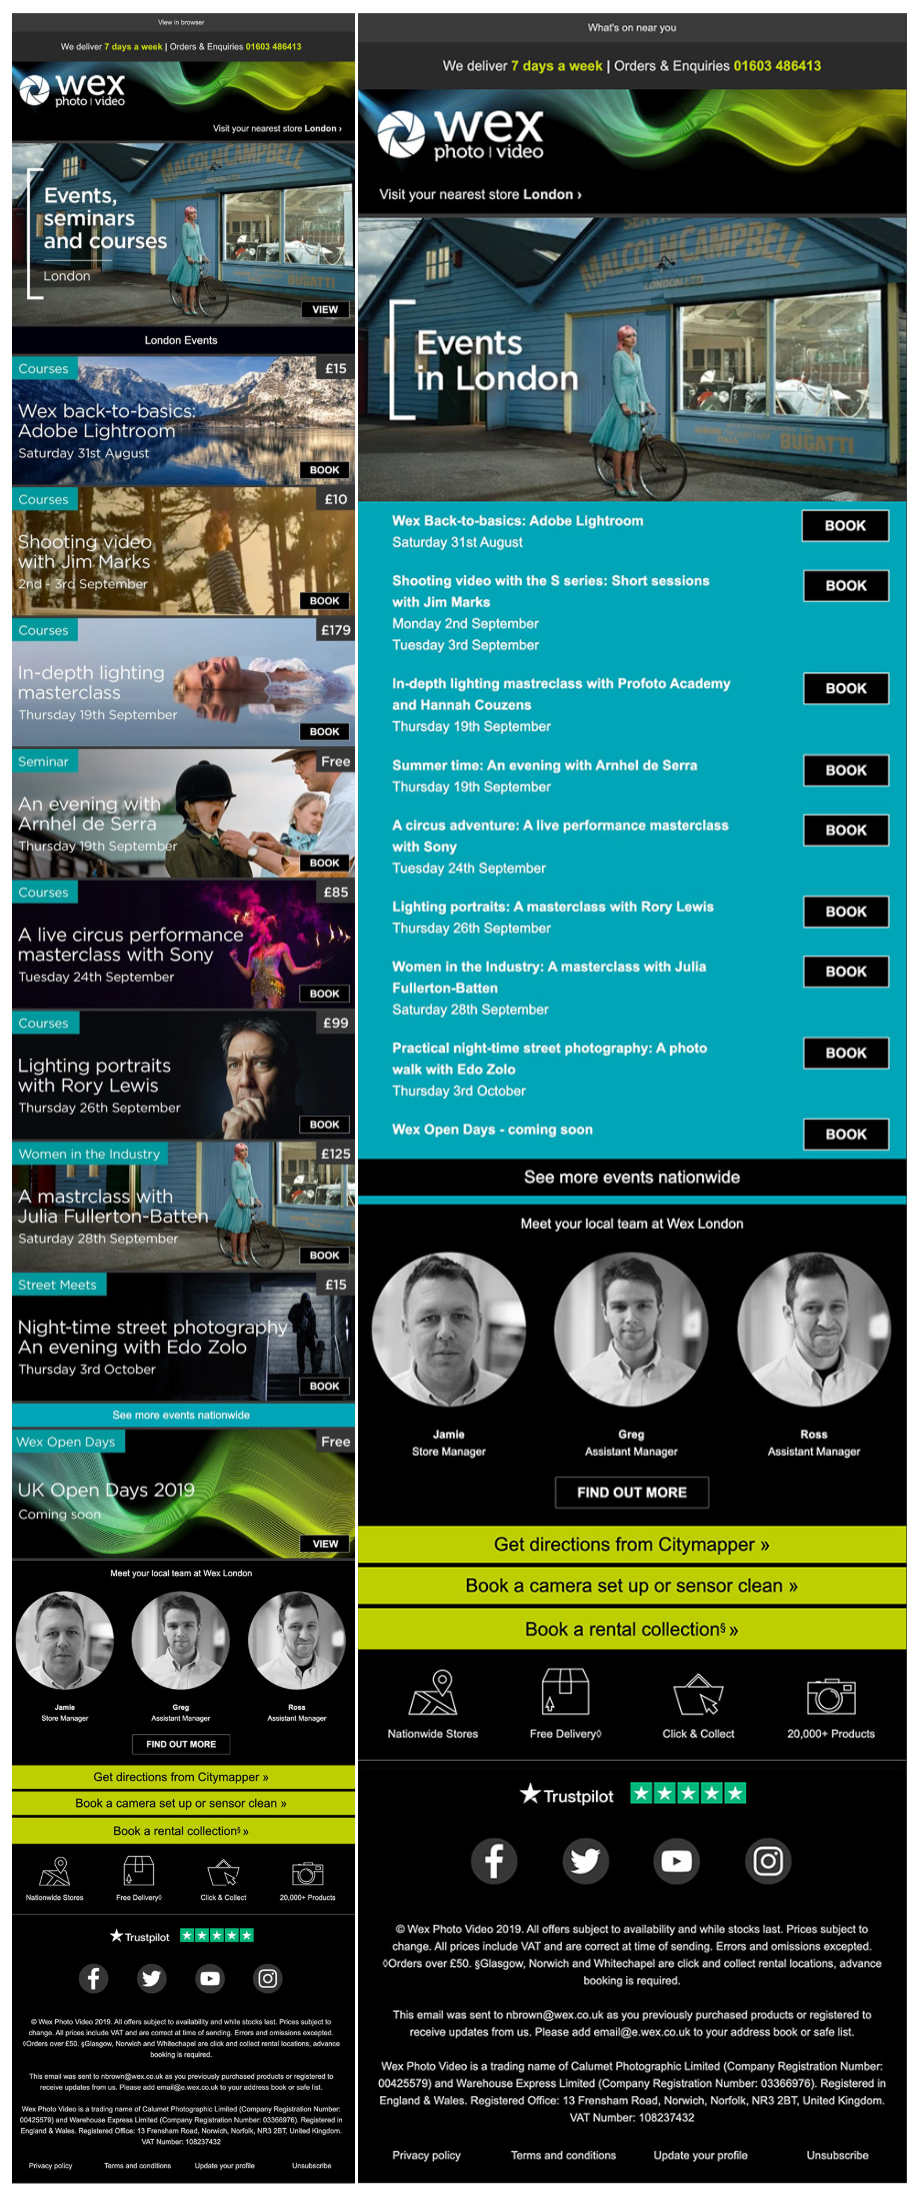 View in browser
We deliver 7 days a week | Orders & Enquiries 01603 486413
wex
photo | video
Visit your nearest store London ›
MALCOLM CAMPBELL
LONDON LTD
BUGATTI
Events,
seminars
and courses
London
VIEW
London Events
Courses
£15
Wex back-to-basics:
Adobe Lightroom
Saturday 31st August
BOOK
Courses
£10
Shooting video
with Jim Marks
2nd - 3rd September
BOOK
Courses
£179
In-depth lighting
masterclass
Thursday 19th September
BOOK
Seminar
Free
An evening with
Arnhel de Serra
Thursday 19th September
BOOK
Courses
£85
A live circus performance
masterclass with Sony
Tuesday 24th September
BOOK
Courses
£99
Lighting portraits
with Rory Lewis
Thursday 26th September
BOOK
Women in the Industry
£125
A mastrclass with
Julia Fullerton-Batten
Saturday 28th September
BOOK
Street Meets
£15
Night-time street photography
An evening with Edo Zolo
Thursday 3rd October
BOOK
See more events nationwide
Wex Open Days
Free
UK Open Days 2019
Coming soon
VIEW
Meet your local team at Wex London
Jamie Greg Ross
Store Manager Assistant Manager Assistant Manager
FIND OUT MORE
Get directions from Citymapper »
Book a camera set up or sensor clean »
Book a rental collection§ »
Nationwide Stores Free Delivery◊ Click & Collect 20,000+ Products
Trustpilot
© Wex Photo Video 2019. All offers subject to availability and while stocks last. Prices subject to
change. All prices include VAT and are correct at time of sending. Errors and omissions excepted.
◊Orders over £50. §Glasgow, Norwich and Whitechapel are click and collect rental locations, advance
booking is required.
This email was sent to nbrown@wex.co.uk as you previously purchased products or registered to
receive updates from us. Please add email@e.wex.co.uk to your address book or safe list.
Wex Photo Video is a trading name of Calumet Photographic Limited (Company Registration Number:
00425579) and Warehouse Express Limited (Company Registration Number: 03366976). Registered in
England & Wales. Registered Office: 13 Frensham Road, Norwich, Norfolk, NR3 2BT, United Kingdom.
VAT Number: 108237432
Privacy policy Terms and conditions Update your profile Unsubscribe
What's on near you
We deliver 7 days a week | Orders & Enquiries 01603 486413
wex
photo | video
Visit your nearest store London ›
MALCOLM CAMPBELL
LONDON LTD
BUGATTI
Events
in London
Wex Back-to-basics: Adobe Lightroom
Saturday 31st August
BOOK
Shooting video with the S series: Short sessions
with Jim Marks
Monday 2nd September
Tuesday 3rd September
BOOK
In-depth lighting mastreclass with Profoto Academy
and Hannah Couzens
Thursday 19th September
BOOK
Summer time: An evening with Arnhel de Serra
Thursday 19th September
BOOK
A circus adventure: A live performance masterclass
with Sony
Tuesday 24th September
BOOK
Lighting portraits: A masterclass with Rory Lewis
Thursday 26th September
BOOK
Women in the Industry: A masterclass with Julia
Fullerton-Batten
Saturday 28th September
BOOK
Practical night-time street photography: A photo
walk with Edo Zolo
Thursday 3rd October
BOOK
Wex Open Days - coming soon
BOOK
See more events nationwide
Meet your local team at Wex London
Jamie Greg Ross
Store Manager Assistant Manager Assistant Manager
FIND OUT MORE
Get directions from Citymapper »
Book a camera set up or sensor clean »
Book a rental collection§ »
Nationwide Stores Free Delivery◊ Click & Collect 20,000+ Products
Trustpilot
© Wex Photo Video 2019. All offers subject to availability and while stocks last. Prices subject to
change. All prices include VAT and are correct at time of sending. Errors and omissions excepted.
◊Orders over £50. §Glasgow, Norwich and Whitechapel are click and collect rental locations, advance
booking is required.
This email was sent to nbrown@wex.co.uk as you previously purchased products or registered to
receive updates from us. Please add email@e.wex.co.uk to your address book or safe list.
Wex Photo Video is a trading name of Calumet Photographic Limited (Company Registration Number:
00425579) and Warehouse Express Limited (Company Registration Number: 03366976). Registered in
England & Wales. Registered Office: 13 Frensham Road, Norwich, Norfolk, NR3 2BT, United Kingdom.
VAT Number: 108237432
Privacy policy Terms and conditions Update your profile Unsubscribe